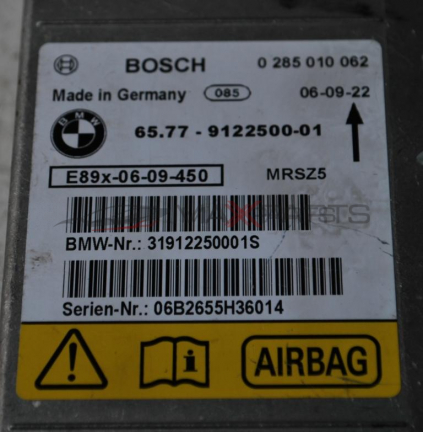 BOSCH 0 285 010 062
Made in Germany 085 06-09-22
BMW 65.77 - 9122500-01
E89x-06-09-450 MRSZ5
BMW-Nr.: 31912250001S
Serien-Nr.: 06B2655H36014
i AIRBAG